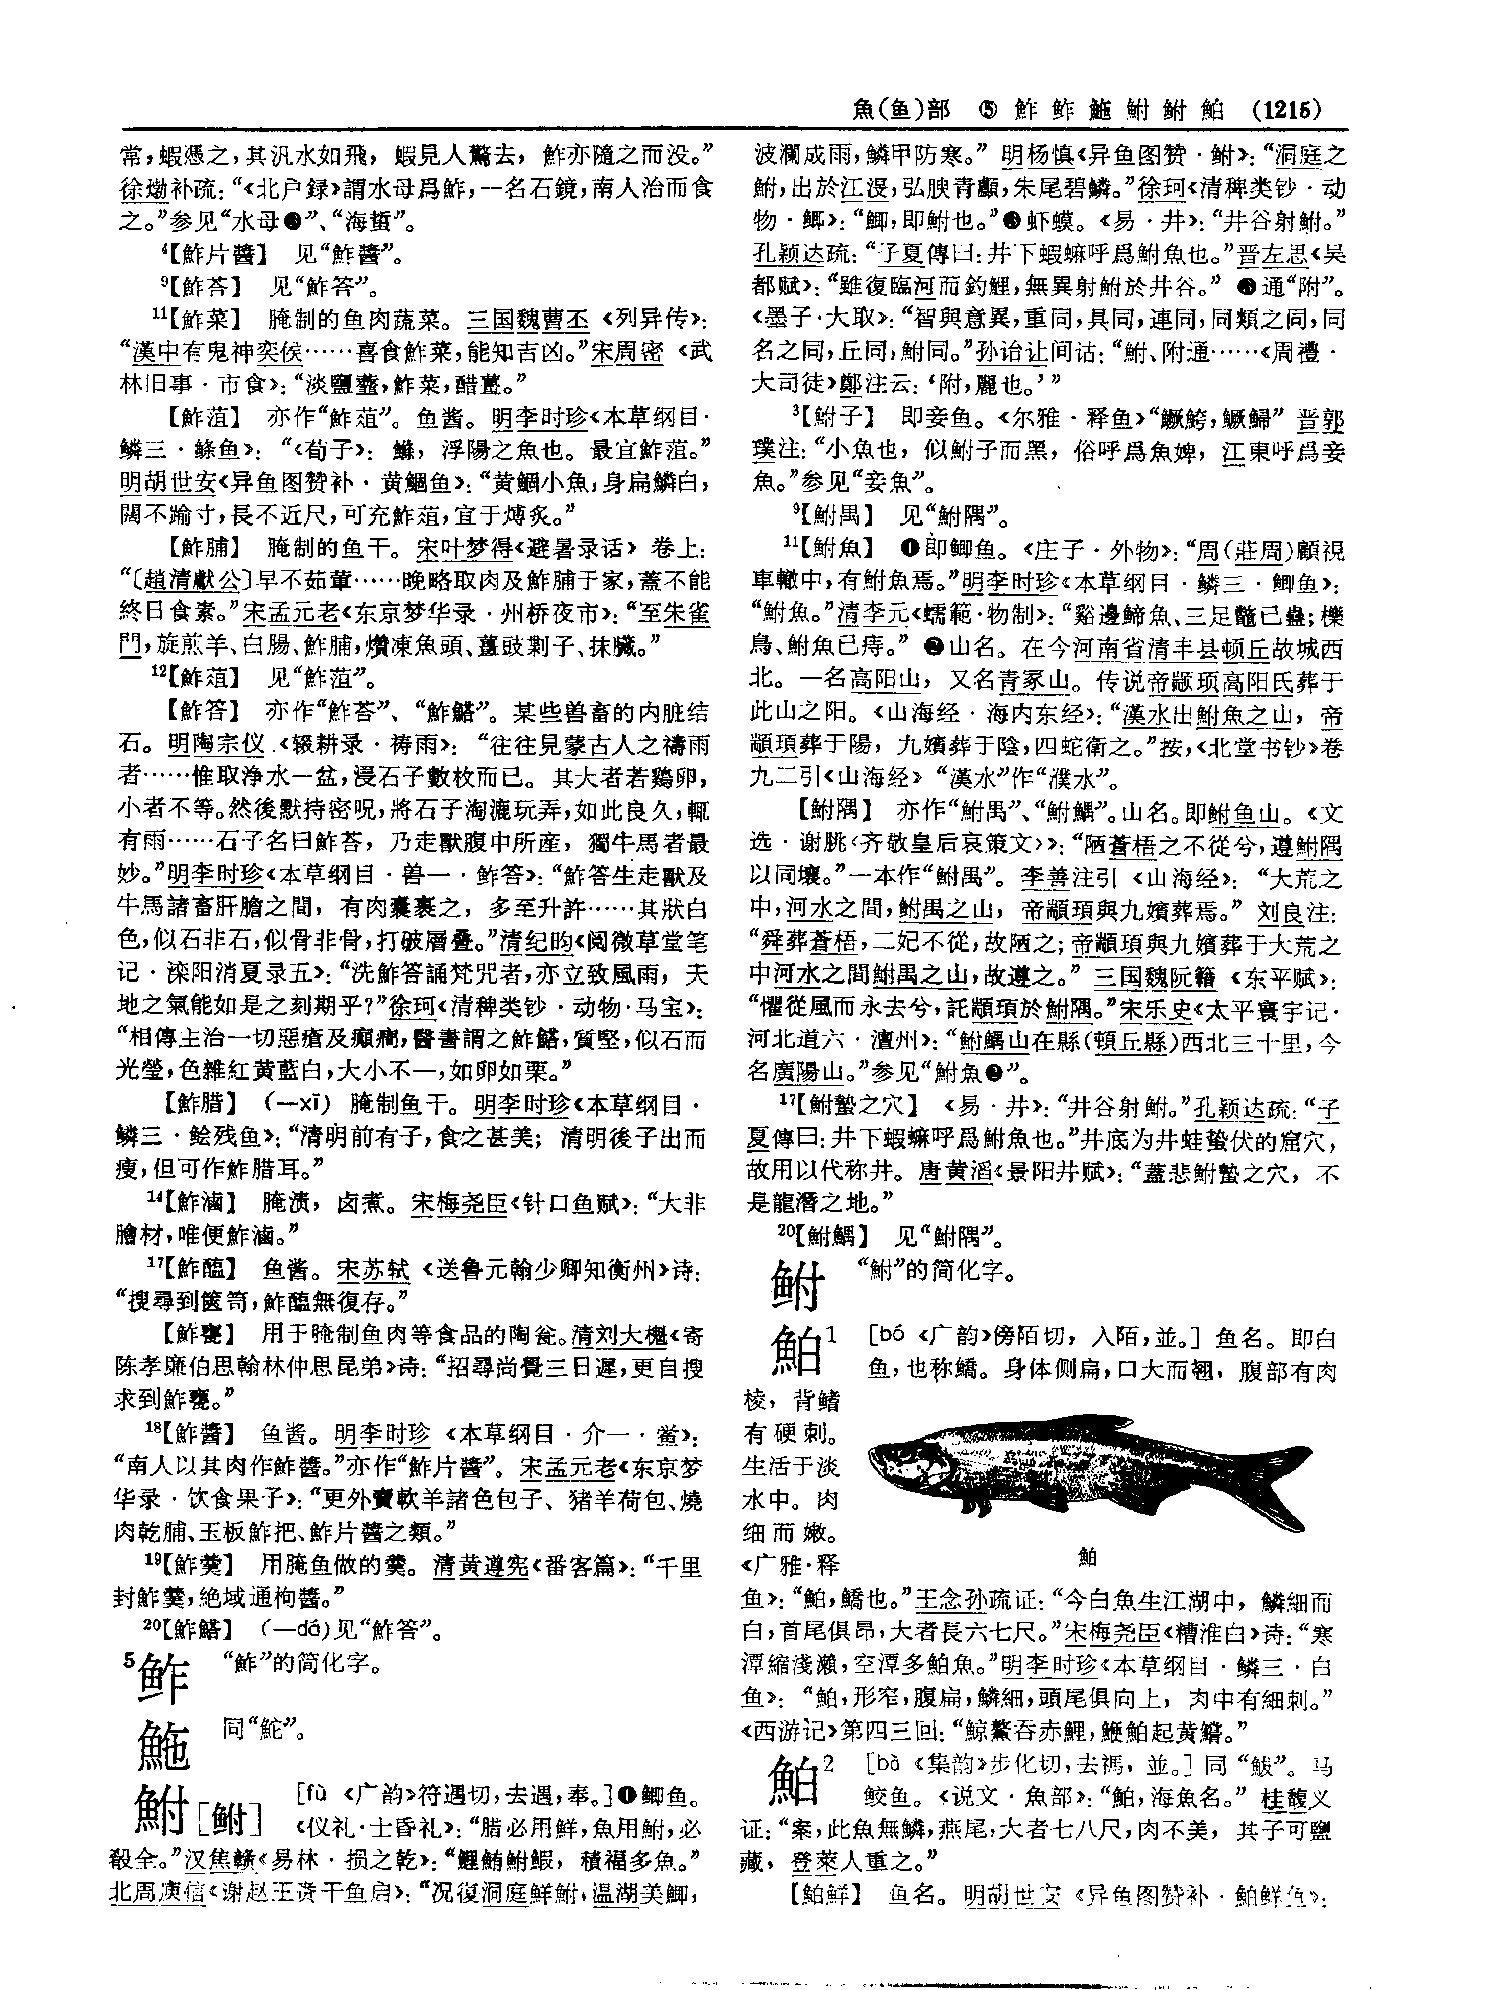 魚(鱼)部 ⑤ 鮓 鲊 鮑 鮒 鲋 鮊 (1215)
常，蝦憑之，其汎水如飛，蝦見人驚去，鮓亦隨之而没。”
徐㷆补疏：“《北户録》謂水母爲鮓，一名石鏡，南人治而食
之。”参见“水母❸”、“海蜇”。
4【鮓片醬】 见“鮓醬”。
9【鮓荅】 见“鮓答”。
11【鮓菜】 腌制的鱼肉蔬菜。三国魏曹丕《列异传》：
“漢中有鬼神奕侯……喜食鮓菜，能知吉凶。”宋周密《武
林旧事·市食》：“淡鹽虀，鮓菜，醋薑。”
【鮓菹】 亦作“鮓葅”。鱼酱。明李时珍《本草纲目·
鳞三·鲦鱼》：“《荀子》：鯈，浮陽之魚也。最宜鮓菹。”
明胡世安《异鱼图赞补·黄鲴鱼》：“黄鯝小魚，身扁鱗白，
闊不踰寸，長不近尺，可充鮓葅，宜于煿炙。”
【鮓脯】 腌制的鱼干。宋叶梦得《避暑录话》卷上：
“〔趙清獻公〕早不茹葷……晚略取肉及鮓脯于家，蓋不能
終日食素。”宋孟元老《东京梦华录·州桥夜市》：“至朱雀
門，旋煎羊、白腸、鮓脯，㸇凍魚頭、薑豉𠛎子、抹臟。”
12【鮓葅】 见“鮓菹”。
【鮓答】 亦作“鮓荅”、“鮓䱽”。某些兽畜的内脏结
石。明陶宗仪《辍耕录·祷雨》：“往往見蒙古人之禱雨
者……惟取净水一盆，浸石子數枚而已。其大者若鷄卵，
小者不等。然後默持密呪，將石子淘漉玩弄，如此良久，輒
有雨……石子名曰鮓荅，乃走獸腹中所産，獨牛馬者最
妙。”明李时珍《本草纲目·兽一·鲊答》：“鮓答生走獸及
牛馬諸畜肝膽之間，有肉囊裹之，多至升許……其狀白
色，似石非石，似骨非骨，打破層疊。”清纪昀《阅微草堂笔
记·滦阳消夏录五》：“洗鮓答誦梵咒者，亦立致風雨，夫
地之氣能如是之刻期乎？”徐珂《清稗类钞·动物·马宝》：
“相傳主治一切惡瘡及癲癇，醫書謂之鮓䱽，質堅，似石而
光瑩，色雜紅黄藍白，大小不一，如卵如栗。”
【鮓腊】 （—xī）腌制鱼干。明李时珍《本草纲目·
鳞三·鲙残鱼》：“清明前有子，食之甚美；清明後子出而
瘦，但可作鮓腊耳。”
14【鮓滷】 腌渍，卤煮。宋梅尧臣《针口鱼赋》：“大非
膾材，唯便鮓滷。”
17【鮓醢】 鱼酱。宋苏轼《送鲁元翰少卿知衡州》诗：
“搜尋到篋笥，鮓醢無復存。”
【鮓甕】 用于腌制鱼肉等食品的陶瓮。清刘大櫆《寄
陈孝廉伯思翰林仲思昆弟》诗：“招尋尚覺三日遲，更自搜
求到鮓甕。”
18【鮓醬】 鱼酱。明李时珍《本草纲目·介一·鲎》：
“南人以其肉作鮓醬。”亦作“鮓片醬”。宋孟元老《东京梦
华录·饮食果子》：“更外賣軟羊諸色包子、猪羊荷包、燒
肉乾脯、玉板鮓把、鮓片醬之類。”
19【鮓羹】 用腌鱼做的羹。清黄遵宪《番客篇》：“千里
封鮓羹，絶域通枸醬。”
20【鮓䱽】 （—dá）见“鮓答”。
5鲊 “鮓”的简化字。
鮑 同“鮀”。
鮒[鲋] [fù 《广韵》符遇切，去遇，奉。]❶鲫鱼。
《仪礼·士昏礼》：“腊必用鮮，魚用鮒，必
殽全。”汉焦赣《易林·损之乾》：“鯉鮪鮒鰕，積福多魚。”
北周庾信《谢赵王赉干鱼启》：“况復洞庭鮮鮒，温湖美鯽，
波瀾成雨，鱗甲防寒。”明杨慎《异鱼图赞·鲋》：“洞庭之
鮒，出於江浸，弘腴青顱，朱尾碧鱗。”徐珂《清稗类钞·动
物·鲫》：“鯽，即鮒也。”❷虾蟆。《易·井》：“井谷射鮒。”
孔颖达疏：“子夏傳曰：井下蝦蟆呼爲鮒魚也。”晋左思《吴
都赋》：“雖復臨河而釣鯉，無異射鮒於井谷。”❸通“附”。
《墨子·大取》：“智與意異，重同，具同，連同，同類之同，同
名之同，丘同，鮒同。”孙诒让间诂：“鮒、附通……《周禮·
大司徒》鄭注云：‘附，麗也。’”
3【鮒子】 即妾鱼。《尔雅·释鱼》“鱖鮬，鱖鯞”晋郭
璞注：“小魚也，似鮒子而黑，俗呼爲魚婢，江東呼爲妾
魚。”参见“妾魚”。
9【鮒禺】 见“鮒隅”。
11【鮒魚】 ❶即鲫鱼。《庄子·外物》：“周（莊周）顧視
車轍中，有鮒魚焉。”明李时珍《本草纲目·鳞三·鲫鱼》：
“鮒魚。”清李元《蠕範·物制》：“谿邊鯑魚、三足鼈已蠱；櫟
鳥、鮒魚已痔。”❷山名。在今河南省清丰县顿丘故城西
北。一名高阳山，又名青冢山。传说帝颛顼高阳氏葬于
此山之阳。《山海经·海内东经》：“漢水出鮒魚之山，帝
顓頊葬于陽，九嬪葬于陰，四蛇衛之。”按，《北堂书钞》卷
九二引《山海经》“漢水”作“濮水”。
【鮒隅】 亦作“鮒禺”、“鮒鰅”。山名。即鲋鱼山。《文
选·谢朓〈齐敬皇后哀策文〉》：“陋蒼梧之不從兮，遵鮒隅
以同壤。”一本作“鮒禺”。李善注引《山海经》：“大荒之
中，河水之間，鮒禺之山，帝顓頊與九嬪葬焉。”刘良注：
“舜葬蒼梧，二妃不從，故陋之；帝顓頊與九嬪葬于大荒之
中河水之間鮒禺之山，故遵之。”三国魏阮籍《东平赋》：
“懼從風而永去兮，託顓頊於鮒隅。”宋乐史《太平寰宇记·
河北道六·澶州》：“鮒鰅山在縣（頓丘縣）西北三十里，今
名廣陽山。”参见“鮒魚❷”。
17【鮒蟄之穴】 《易·井》：“井谷射鮒。”孔颖达疏：“子
夏傳曰：井下蝦蟆呼爲鮒魚也。”井底为井蛙蛰伏的窟穴，
故用以代称井。唐黄滔《景阳井赋》：“蓋悲鮒蟄之穴，不
是龍潛之地。”
20【鮒鰅】 见“鮒隅”。
鲋 “鮒”的简化字。
鮊1 [bó 《广韵》傍陌切，入陌，並。]鱼名。即白
鱼，也称鱎。身体侧扁，口大而翘，腹部有肉
棱，背鳍
有硬刺。
生活于淡
水中。肉
细而嫩。
《广雅·释
鮊
鱼》：“鮊，鱎也。”王念孙疏证：“今白魚生江湖中，鱗細而
白，首尾俱昂，大者長六七尺。”宋梅尧臣《糟淮白》诗：“寒
潭縮淺瀨，空潭多鮊魚。”明李时珍《本草纲目·鳞三·白
鱼》：“鮊，形窄，腹扁，鱗細，頭尾俱向上，肉中有細刺。”
《西游记》第四三回：“鯨鰲吞赤鯉，鯾鮊起黄鱨。”
鮊2 [bà 《集韵》步化切，去禡，並。]同“鲅”。马
鲛鱼。《说文·魚部》：“鮊，海魚名。”桂馥义
证：“案，此魚無鱗，燕尾，大者七八尺，肉不美，其子可鹽
藏，登萊人重之。”
【鮊鮮】 鱼名。明胡世安《异鱼图赞补·鮊鮮鱼》：